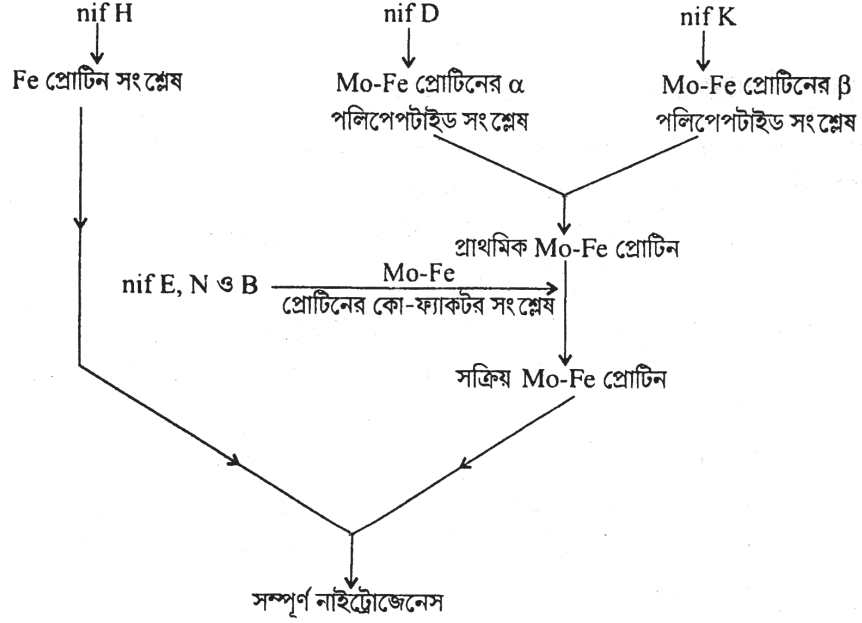 nif H
nif D
nif K
Fe প্রোটিন সংশ্লেষ
Mo-Fe প্রোটিনের α
পলিপেপটাইড সংশ্লেষ
Mo-Fe প্রোটিনের β
পলিপেপটাইড সংশ্লেষ
প্রাথমিক Mo-Fe প্রোটিন
nif E, N ও B
Mo-Fe
প্রোটিনের কো-ফ্যাকটর সংশ্লেষ
সক্রিয় Mo-Fe প্রোটিন
সম্পূর্ণ নাইট্রোজেনেস